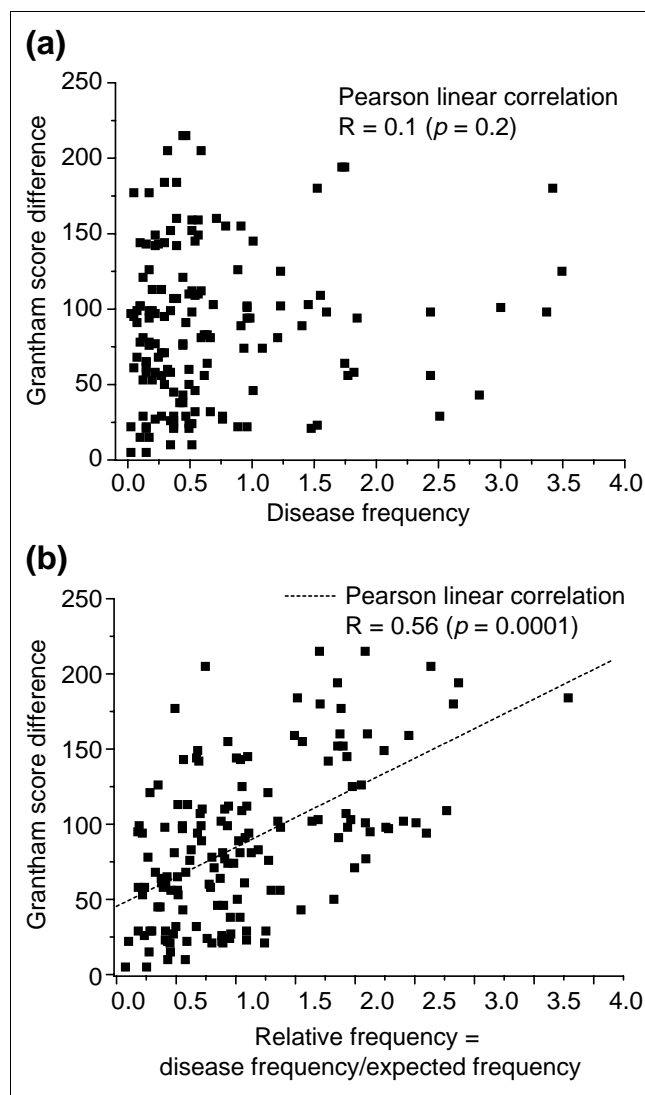 (a)
250
200
150
100
50
0
Grantham score difference
Pearson linear correlation
R = 0.1 (p = 0.2)
0.0 0.5 1.0 1.5 2.0 2.5 3.0 3.5 4.0
Disease frequency
(b)
250
200
150
100
50
0
Grantham score difference
Pearson linear correlation
R = 0.56 (p = 0.0001)
0.0 0.5 1.0 1.5 2.0 2.5 3.0 3.5 4.0
Relative frequency =
disease frequency/expected frequency